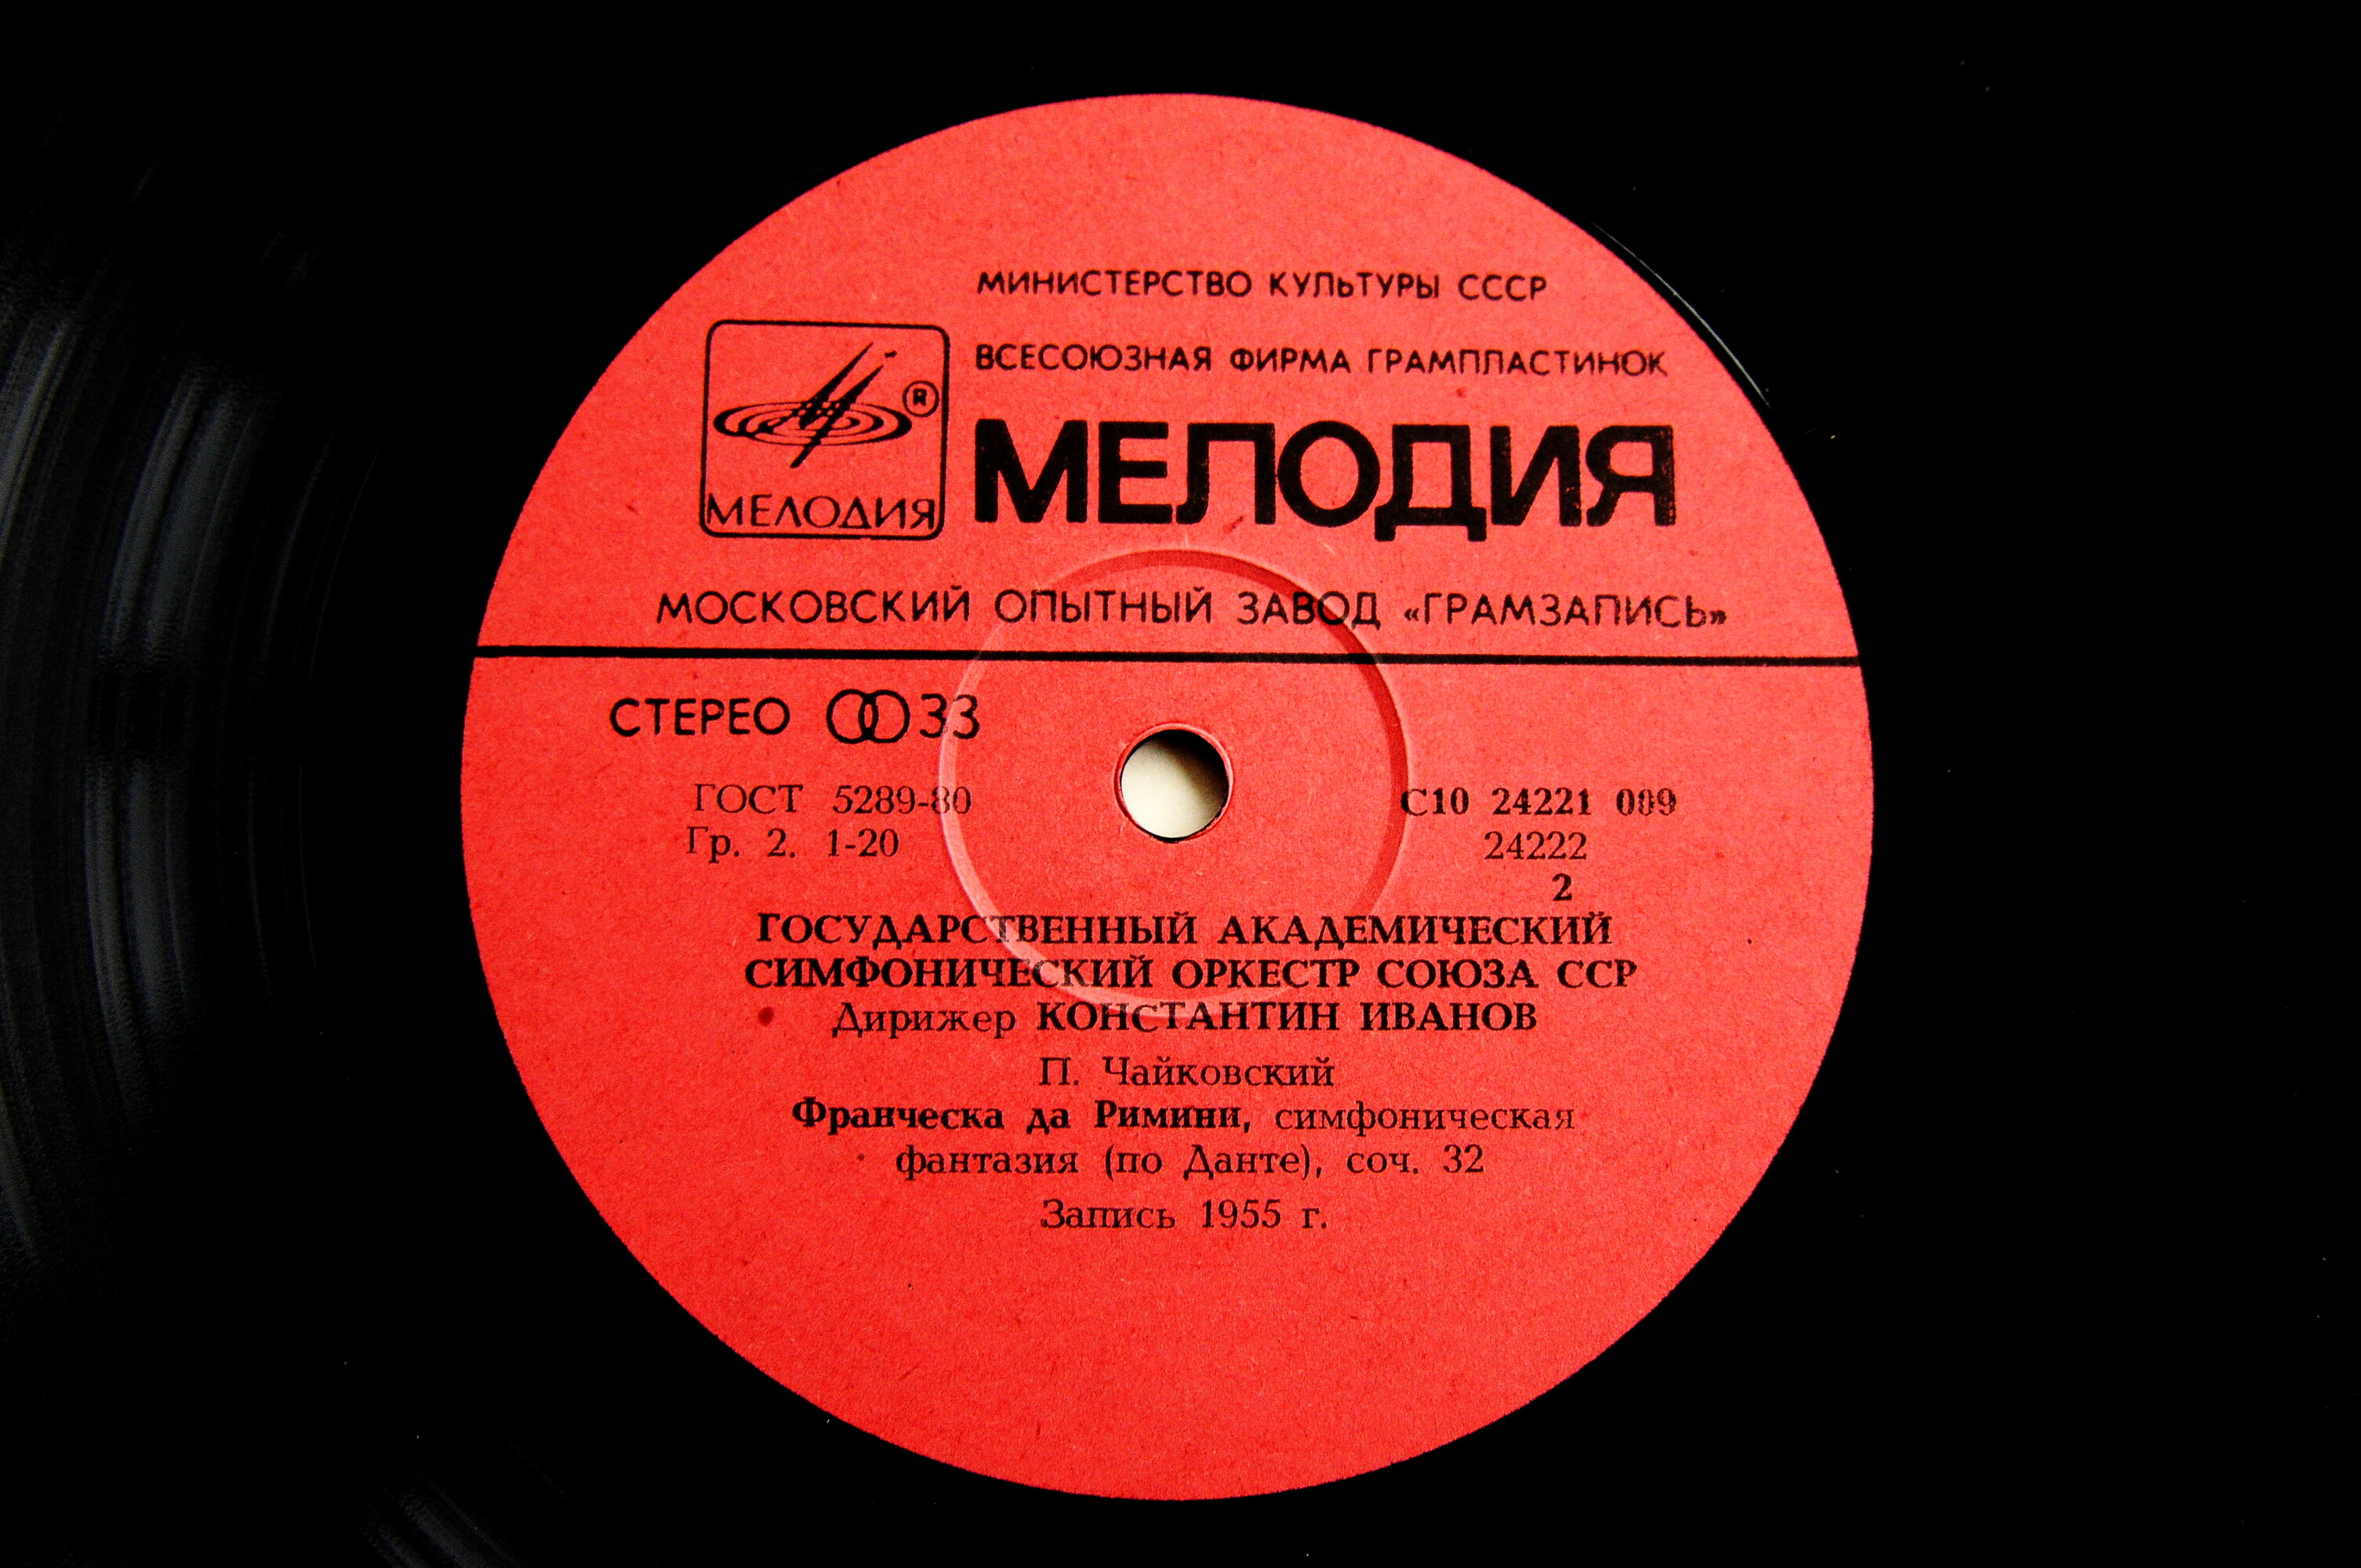 МИНИСТЕРСТВО КУЛЬТУРЫ СССР
ВСЕСОЮЗНАЯ ФИРМА ГРАМПЛАСТИНОК
®
МЕЛОДИЯ
МЕЛОДИЯ
МОСКОВСКИЙ ОПЫТНЫЙ ЗАВОД «ГРАМЗАПИСЬ»
СТЕРЕО 33
ГОСТ 5289-80
Гр. 2. 1-20
С10 24221 009
24222
2
ГОСУДАРСТВЕННЫЙ АКАДЕМИЧЕСКИЙ
СИМФОНИЧЕСКИЙ ОРКЕСТР СОЮЗА ССР
Дирижер КОНСТАНТИН ИВАНОВ
П. Чайковский
Франческа да Римини, симфоническая
фантазия (по Данте), соч. 32
Запись 1955 г.